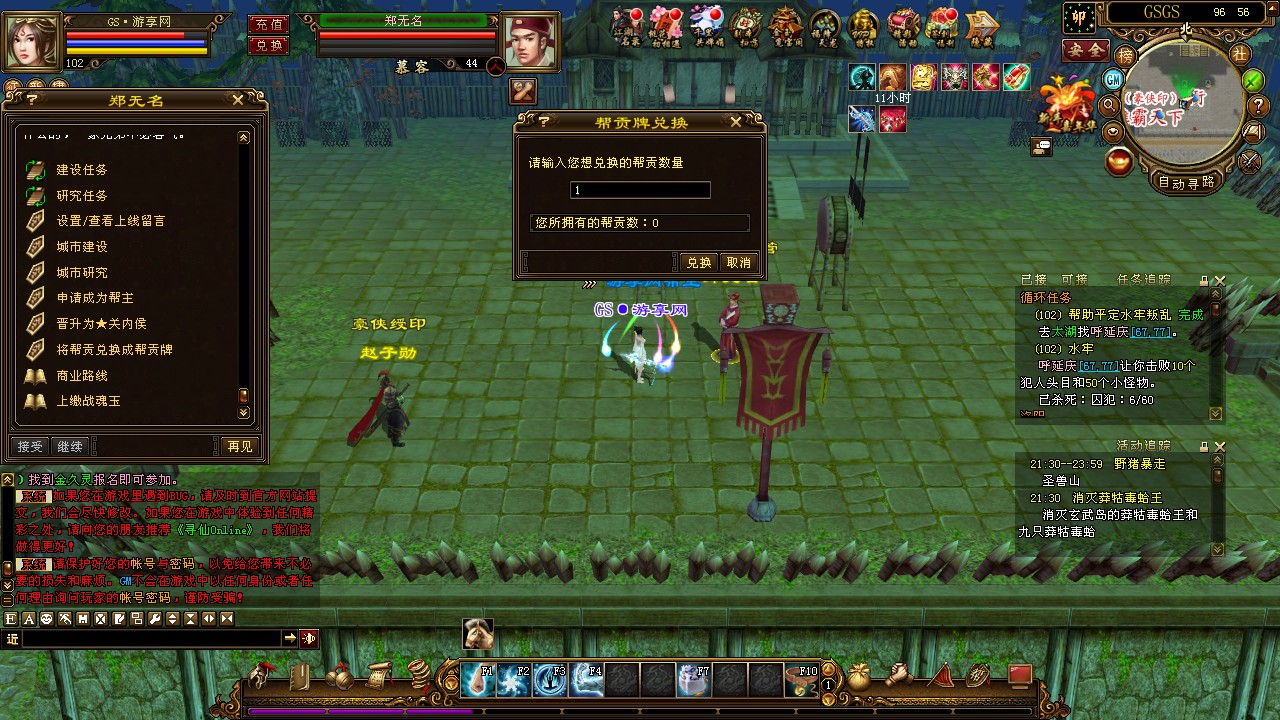 GS·游享网
102
充值
兑换
郑无名
慕容
44
GSGS
96 56
北
安全
榜
社
GM
(豪侠印)
霸天下
自动寻路
11小时
郑无名
建设任务
研究任务
设置/查看上线留言
城市建设
城市研究
申请成为帮主
晋升为★关内侯
将帮贡兑换成帮贡牌
商业路线
上缴战魂玉
接受
继续
再见
帮贡牌兑换
请输入您想兑换的帮贡数量
1
您所拥有的帮贡数：0
兑换
取消
GS●游享网
豪侠绶印
赵子勋
已接
可接
任务追踪
循环任务
(102) 帮助平定水牢叛乱 完成
去太湖找呼延庆[67,77]。
(102) 水牢
呼延庆[67,77]让你击败10个
犯人头目和50个小怪物。
已杀死：囚犯：6/60
洛阳
活动追踪
21:30--23:59 野猪暴走
圣兽山
21:30 消灭莽牯毒蛤王
消灭玄武岛的莽牯毒蛤王和
九只莽牯毒蛤
找到金久灵报名即可参加。
系统 如果您在游戏里遇到BUG，请及时到官方网站提
交，我们会尽快修改。如果您在游戏中体验到任何精
彩之处，请向您的朋友推荐《寻仙Online》，我们将
做得更好！
系统 请保护好您的帐号与密码，以免给您带来不必
要的损失和麻烦。GM不会在游戏中以任何身份或者任
何理由询问玩家的帐号密码，谨防受骗！
近
F1
F2
F3
F4
F7
F10
1